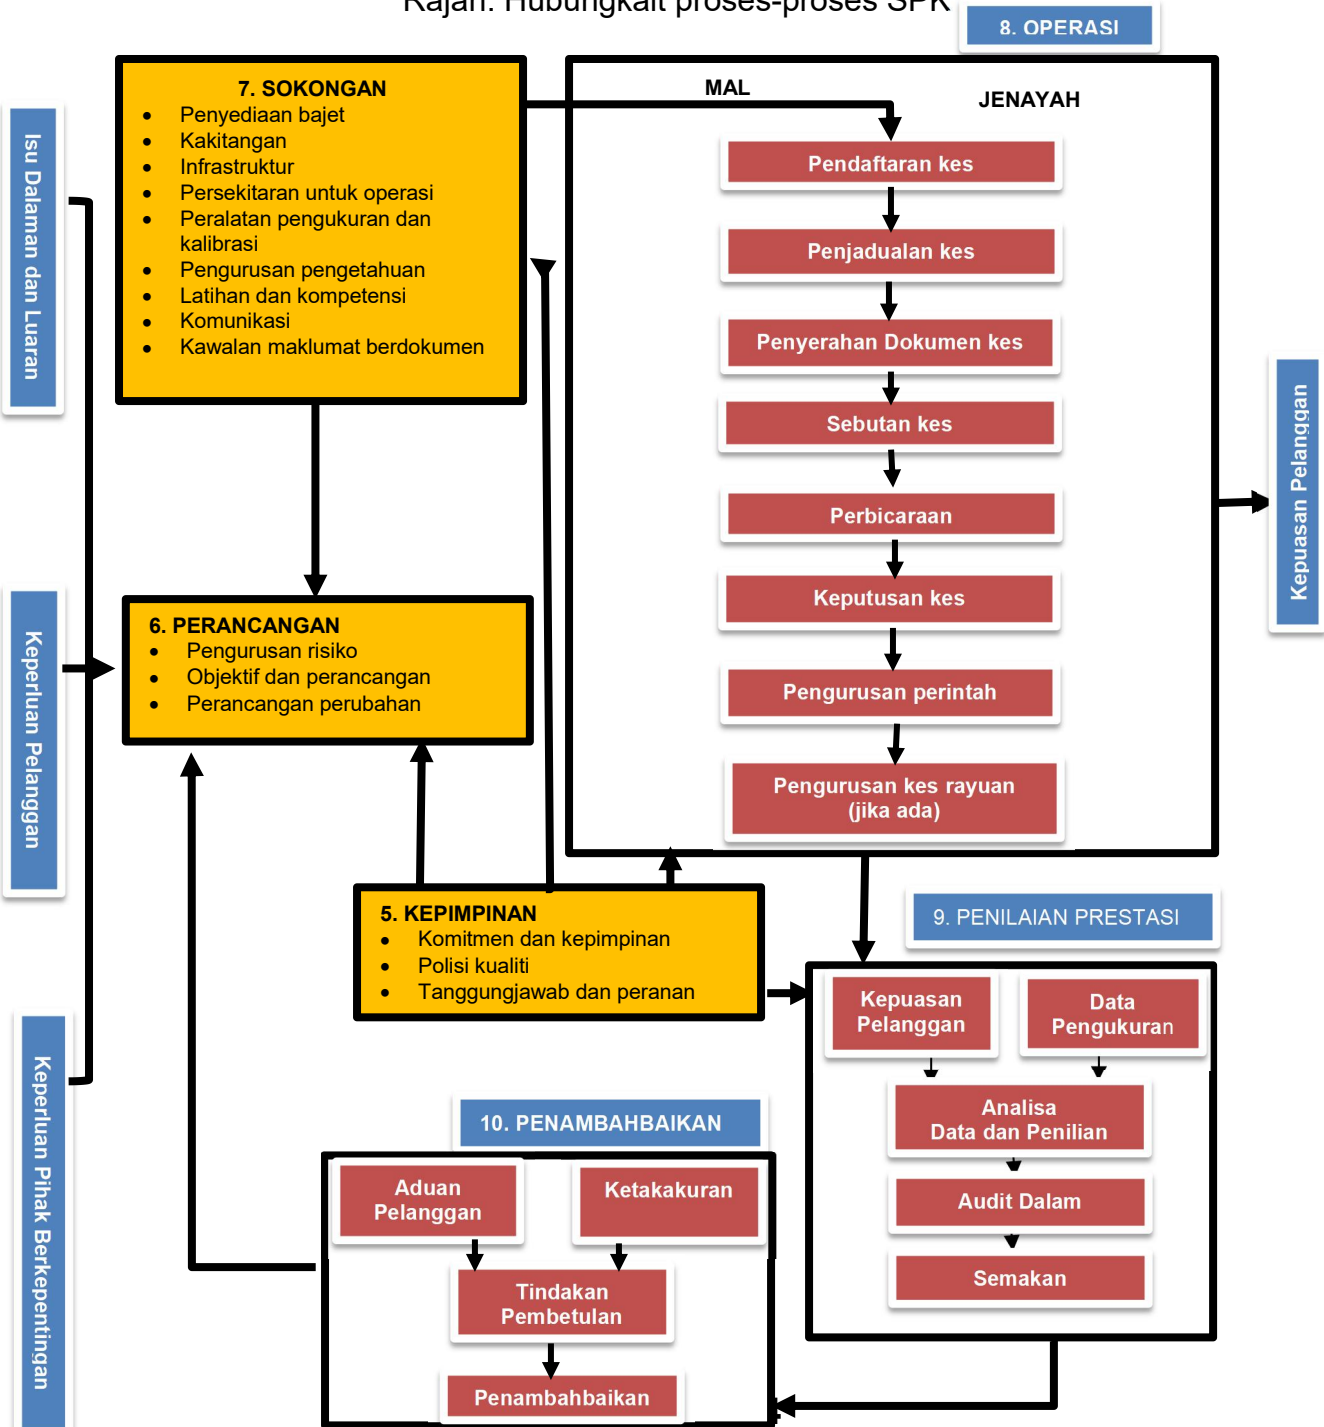 Rajah: Hubungkait proses-proses SPK
8. OPERASI
7. SOKONGAN
• Penyediaan bajet
• Kakitangan
• Infrastruktur
• Persekitaran untuk operasi
• Peralatan pengukuran dan
kalibrasi
• Pengurusan pengetahuan
• Latihan dan kompetensi
• Komunikasi
• Kawalan maklumat berdokumen
MAL
JENAYAH
Pendaftaran kes
Penjadualan kes
Penyerahan Dokumen kes
Sebutan kes
Perbicaraan
Keputusan kes
Pengurusan perintah
Pengurusan kes rayuan
(jika ada)
Isu Dalaman dan Luaran
Keperluan Pelanggan
Keperluan Pihak Berkepentingan
Kepuasan Pelanggan
6. PERANCANGAN
• Pengurusan risiko
• Objektif dan perancangan
• Perancangan perubahan
5. KEPIMPINAN
• Komitmen dan kepimpinan
• Polisi kualiti
• Tanggungjawab dan peranan
9. PENILAIAN PRESTASI
Kepuasan
Pelanggan
Data
Pengukuran
Analisa
Data dan Penilian
Audit Dalam
Semakan
10. PENAMBAHBAIKAN
Aduan
Pelanggan
Ketakakuran
Tindakan
Pembetulan
Penambahbaikan